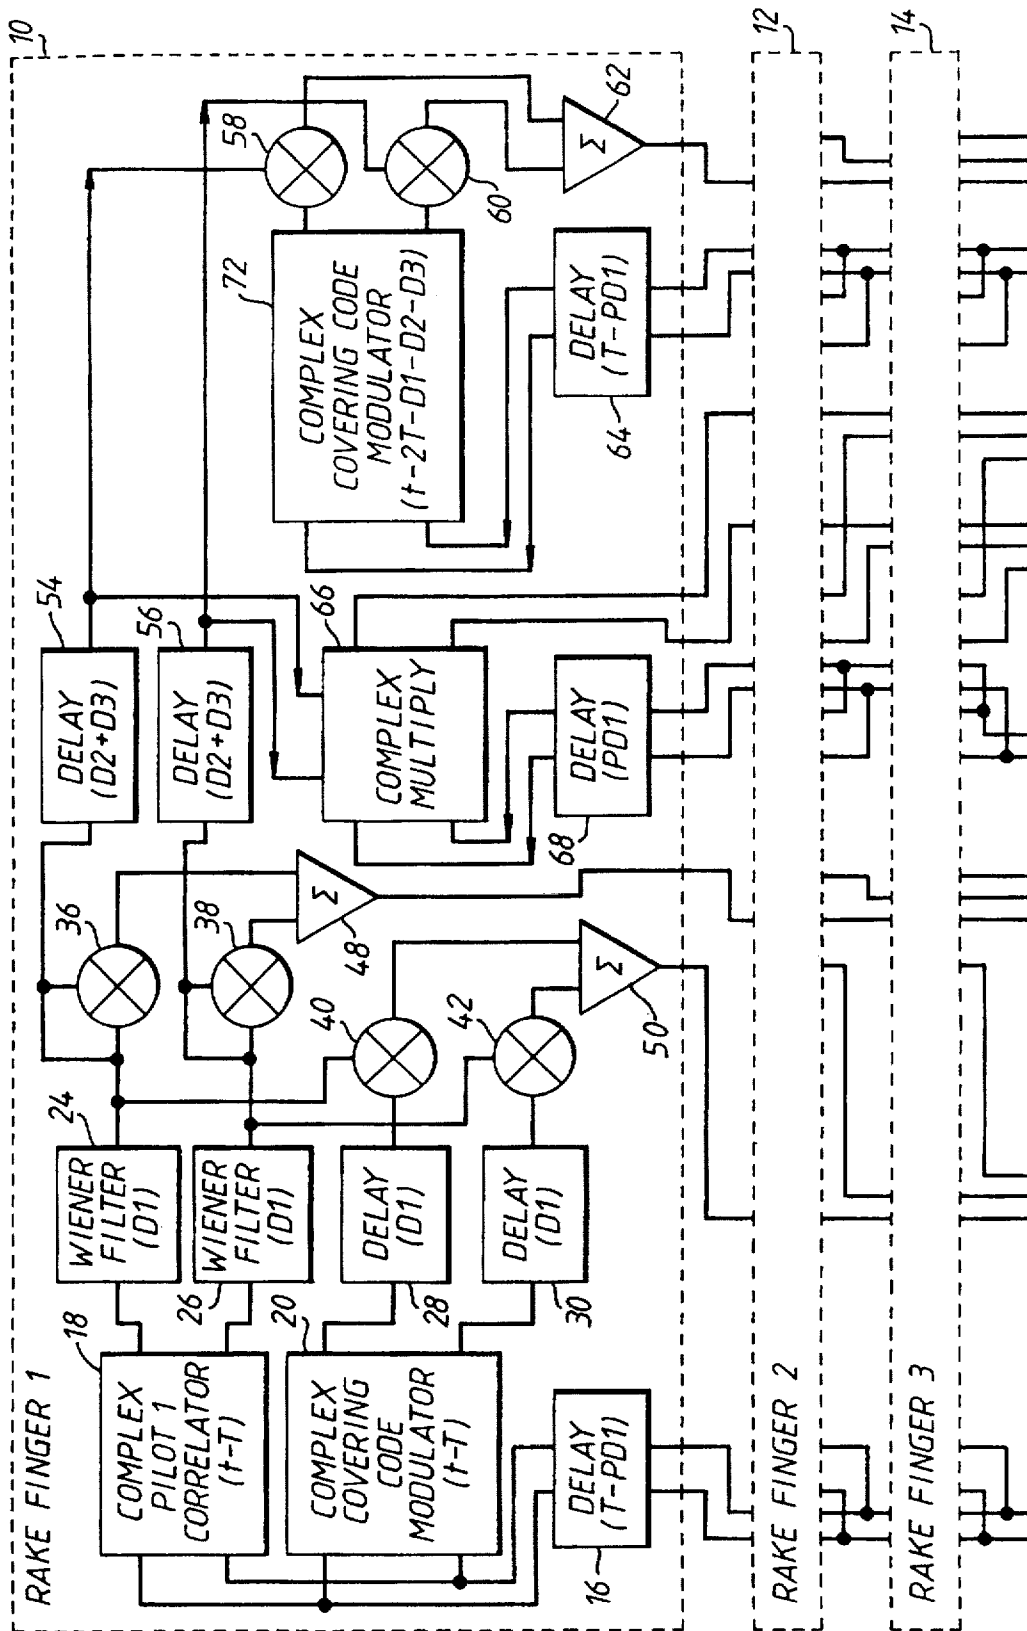 RAKE FINGER 1
10
18
COMPLEX
PILOT 1
CORRELATOR
(t-T)
20
COMPLEX
COVERING
CODE
MODULATOR
(t-T)
DELAY
(T-PD1)
16
24
WIENER
FILTER
(D1)
WIENER
FILTER
(D1)
26
DELAY
(D1)
28
DELAY
(D1)
30
36
38
40
42
Σ
48
Σ
50
54
DELAY
(D2+D3)
56
DELAY
(D2+D3)
66
COMPLEX
MULTIPLY
DELAY
(PD1)
68
72
COMPLEX
COVERING CODE
MODULATOR
(t-2T-D1-D2-D3)
DELAY
(T-PD1)
64
58
60
Σ
62
RAKE FINGER 2
12
RAKE FINGER 3
14